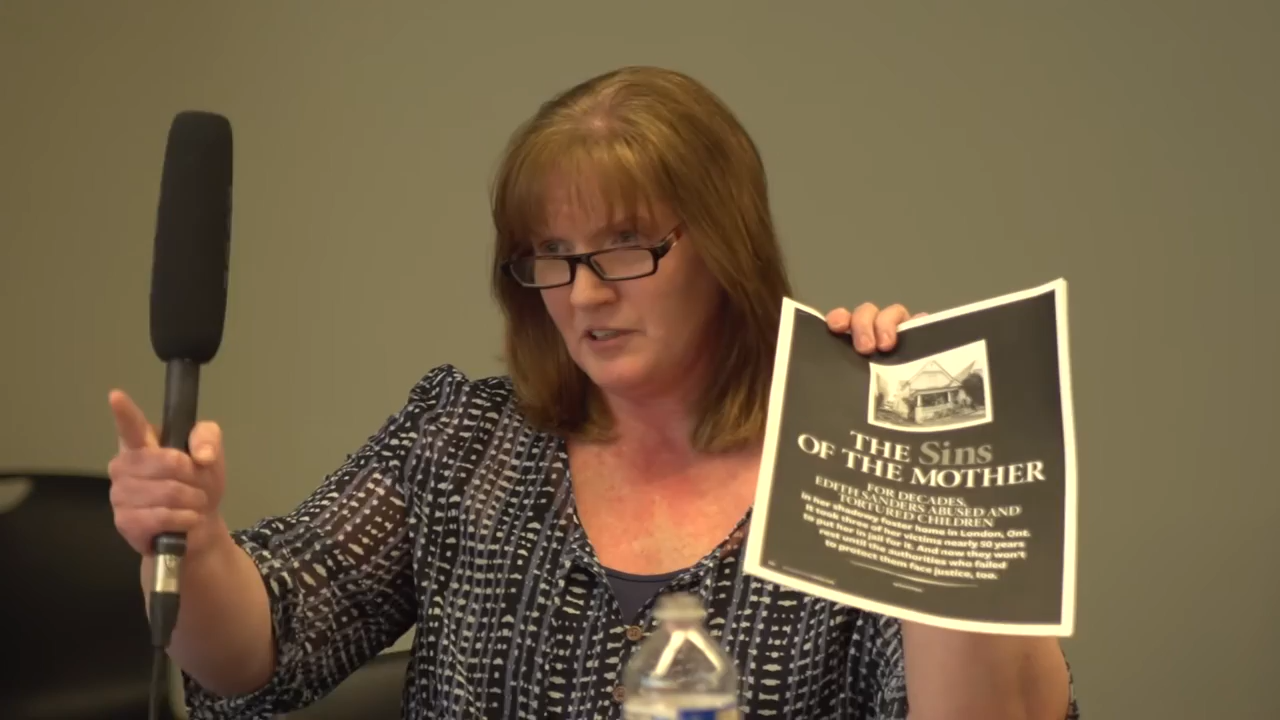 THE Sins
OF THE MOTHER
FOR DECADES,
EDITH SANDERS ABUSED AND
TORTURED CHILDREN
in her shadowy foster home in London, Ont.
It took three of her victims nearly 50 years
to put her in jail for it. And now they won't
rest until the authorities who failed
to protect them face justice, too.